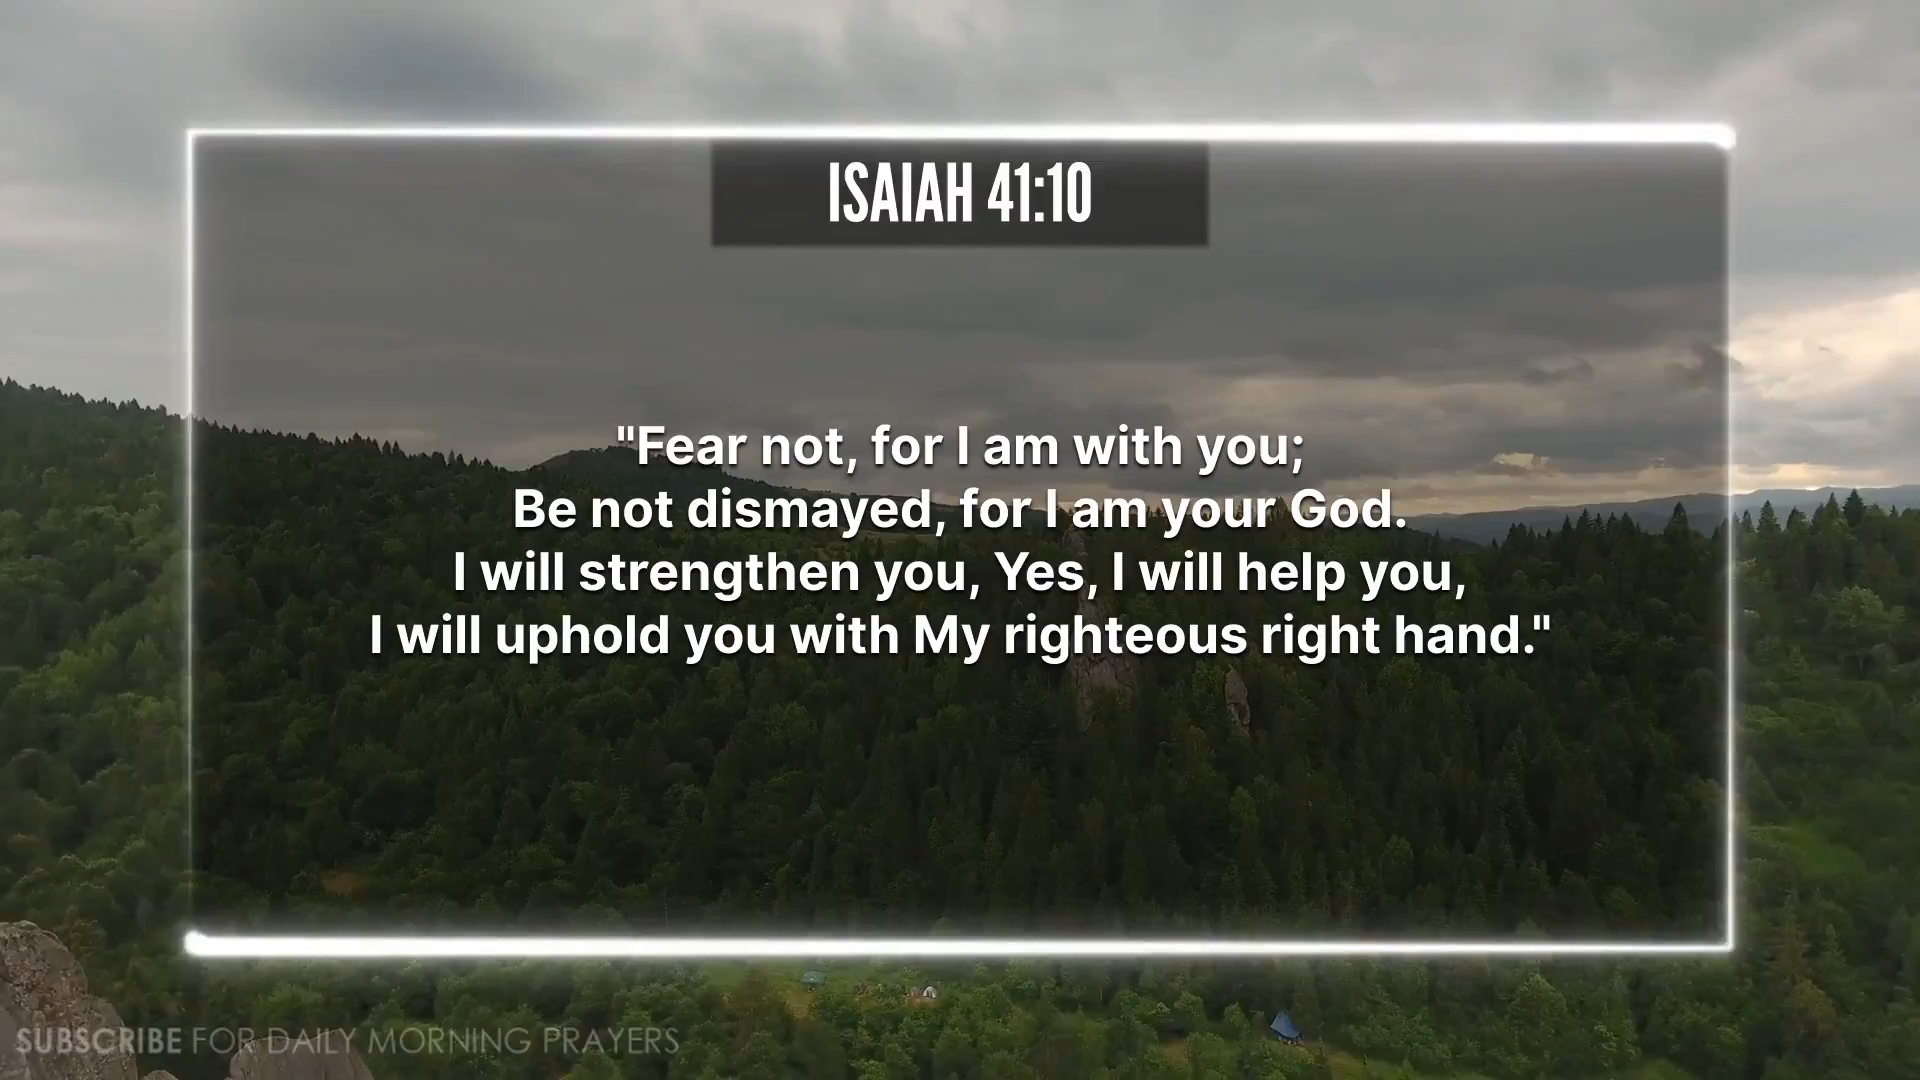 ISAIAH 41:10
"Fear not, for I am with you;
Be not dismayed, for I am your God.
I will strengthen you, Yes, I will help you,
I will uphold you with My righteous right hand."
SUBSCRIBE FOR DAILY MORNING PRAYERS